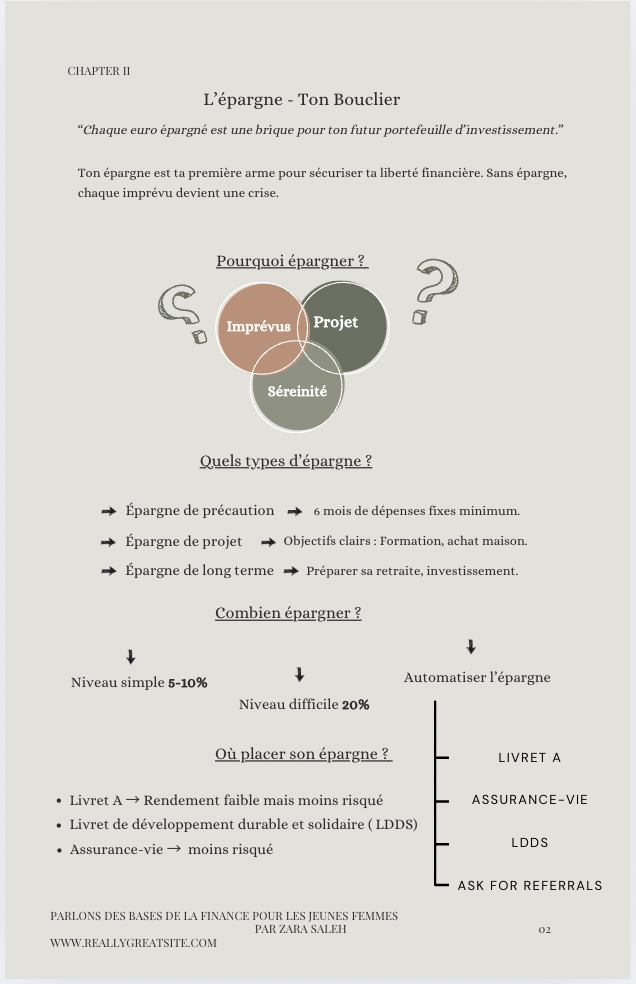 CHAPTER II
L'épargne - Ton Bouclier
“Chaque euro épargné est une brique pour ton futur portefeuille d'investissement.”
Ton épargne est ta première arme pour sécuriser ta liberté financière. Sans épargne,
chaque imprévu devient une crise.
Pourquoi épargner ?
Imprévus
Projet
Séreinité
Quels types d'épargne ?
Épargne de précaution → 6 mois de dépenses fixes minimum.
Épargne de projet → Objectifs clairs : Formation, achat maison.
Épargne de long terme → Préparer sa retraite, investissement.
Combien épargner ?
Niveau simple 5-10%
Niveau difficile 20%
Automatiser l'épargne
LIVRET A
ASSURANCE-VIE
LDDS
ASK FOR REFERRALS
Où placer son épargne ?
• Livret A → Rendement faible mais moins risqué
• Livret de développement durable et solidaire ( LDDS)
• Assurance-vie → moins risqué
PARLONS DES BASES DE LA FINANCE POUR LES JEUNES FEMMES
PAR ZARA SALEH
02
WWW.REALLYGREATSITE.COM